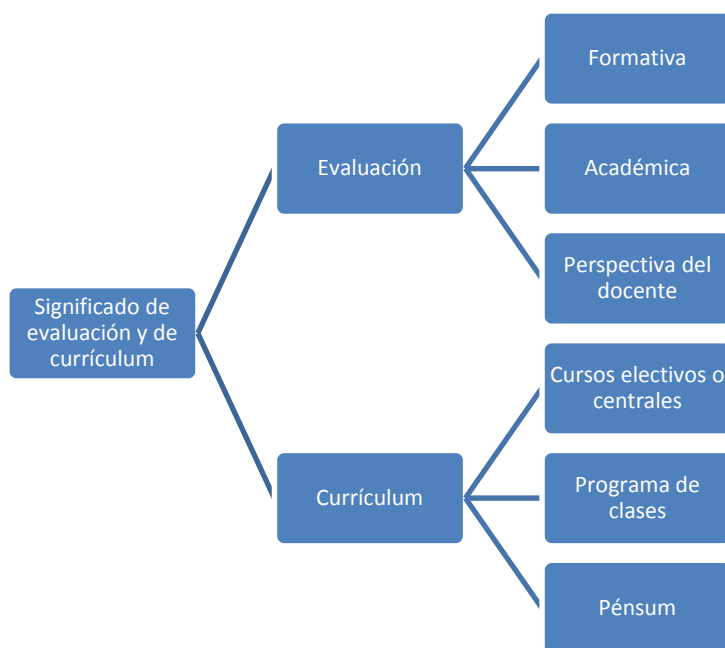 Significado de
evaluación y de
currículum
Evaluación
Formativa
Académica
Perspectiva del
docente
Currículum
Cursos electivos o
centrales
Programa de
clases
Pénsum